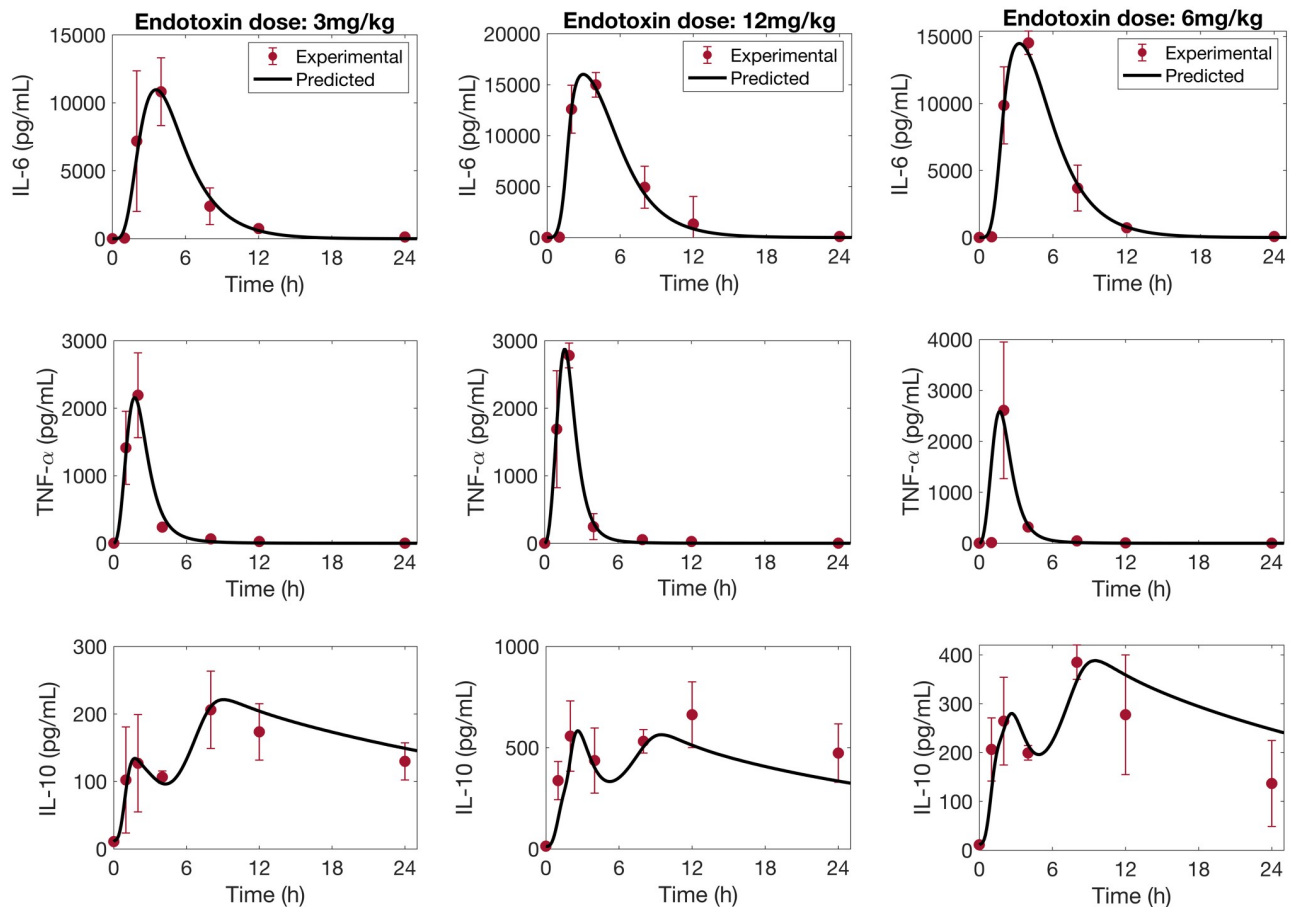 Endotoxin dose: 3mg/kg
15000
10000
5000
0
IL-6 (pg/mL)
Experimental
Predicted
0 6 12 18 24
Time (h)
Endotoxin dose: 12mg/kg
20000
15000
10000
5000
0
IL-6 (pg/mL)
Experimental
Predicted
0 6 12 18 24
Time (h)
Endotoxin dose: 6mg/kg
15000
10000
5000
0
IL-6 (pg/mL)
Experimental
Predicted
0 6 12 18 24
Time (h)
3000
2000
1000
0
TNF-α (pg/mL)
0 6 12 18 24
Time (h)
3000
2000
1000
0
TNF-α (pg/mL)
0 6 12 18 24
Time (h)
4000
3000
2000
1000
0
TNF-α (pg/mL)
0 6 12 18 24
Time (h)
300
200
100
0
IL-10 (pg/mL)
0 6 12 18 24
Time (h)
1000
500
0
IL-10 (pg/mL)
0 6 12 18 24
Time (h)
400
300
200
100
0
IL-10 (pg/mL)
0 6 12 18 24
Time (h)